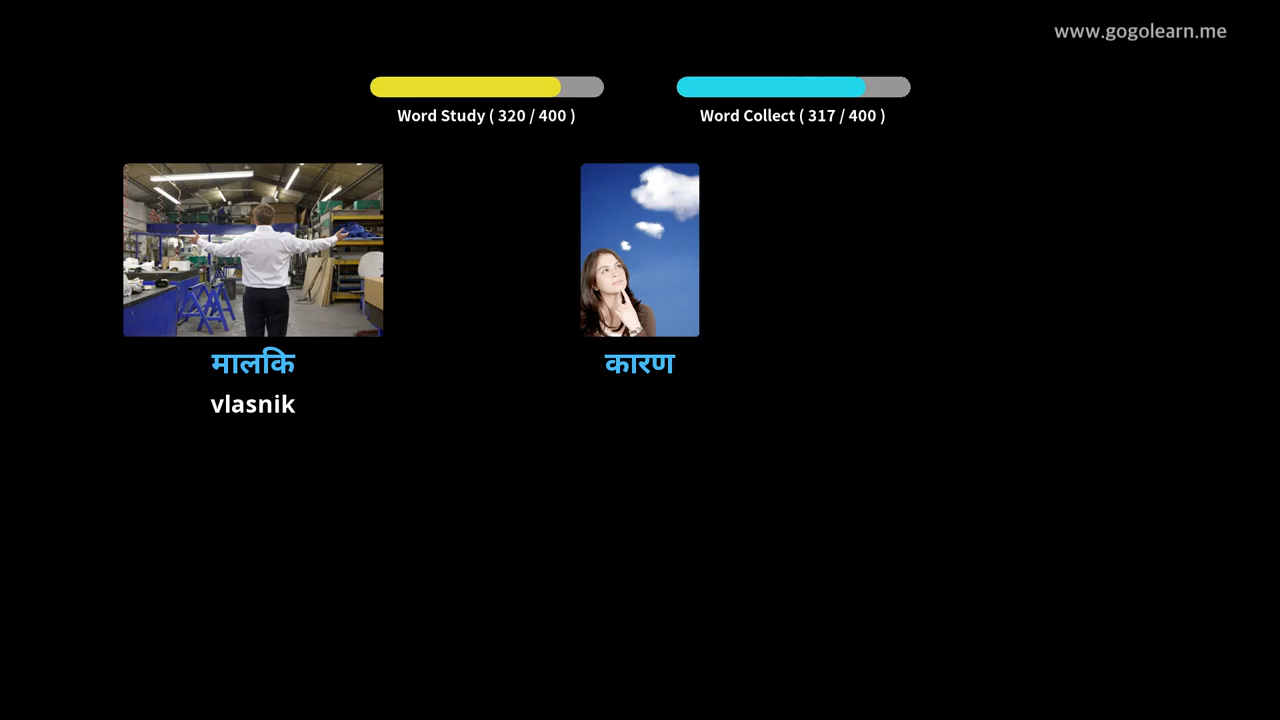 www.gogolearn.me
Word Study ( 320 / 400 )
Word Collect ( 317 / 400 )
मालकि
कारण
vlasnik